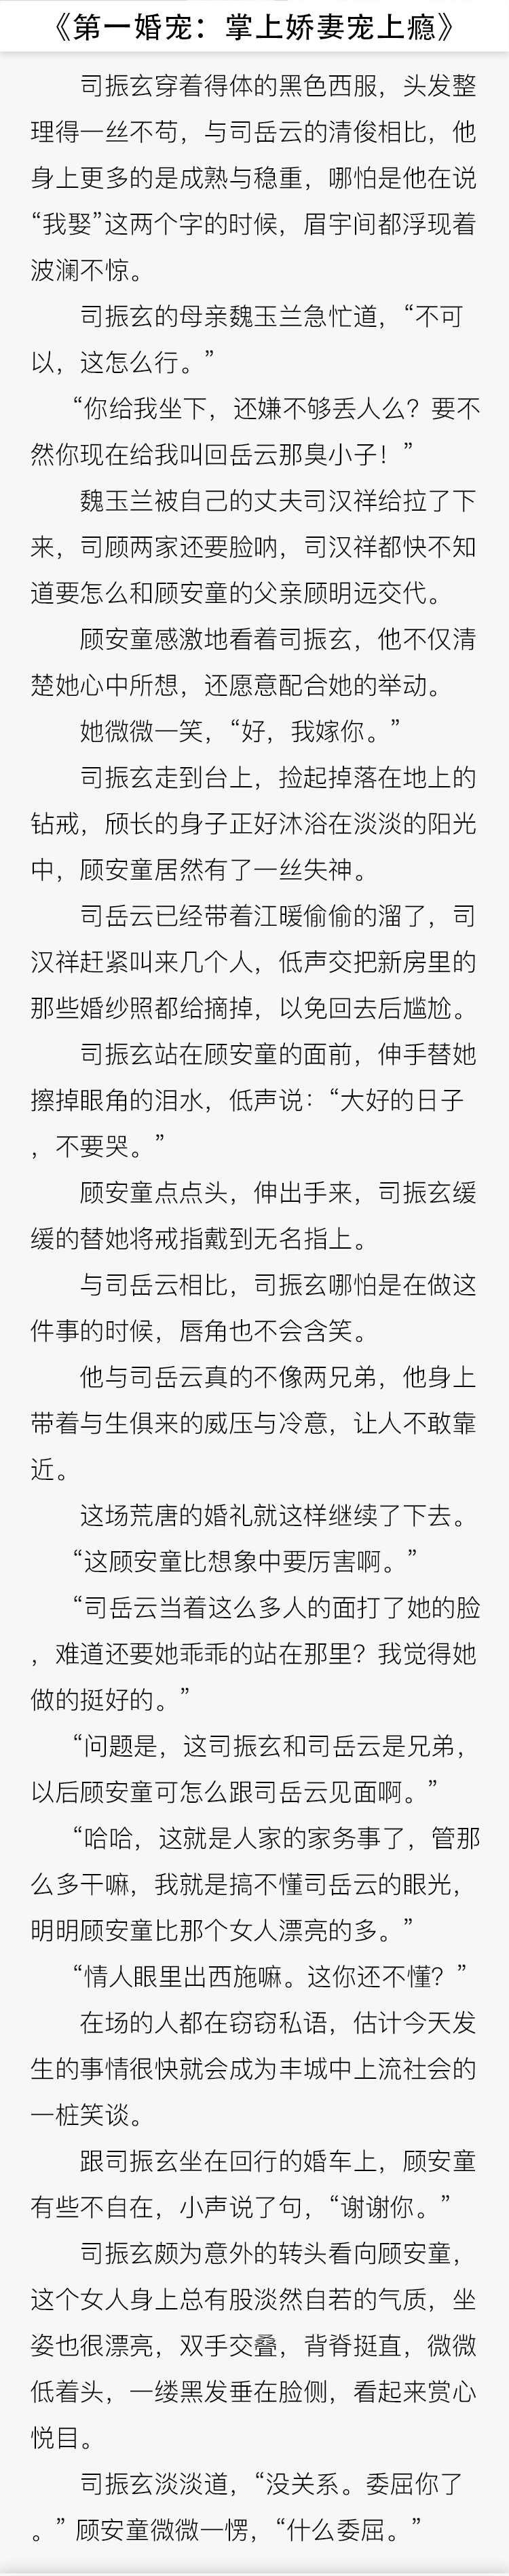 《第一婚宠：掌上娇妻宠上瘾》
司振玄穿着得体的黑色西服，头发整
理得一丝不苟，与司岳云的清俊相比，他
身上更多的是成熟与稳重，哪怕是他在说
“我娶”这两个字的时候，眉宇间都浮现着
波澜不惊。
司振玄的母亲魏玉兰急忙道，“不可
以，这怎么行。”
“你给我坐下，还嫌不够丢人么？要不
然你现在给我叫回岳云那臭小子！”
魏玉兰被自己的丈夫司汉祥给拉了下
来，司顾两家还要脸呐，司汉祥都快不知
道要怎么和顾安童的父亲顾明远交代。
顾安童感激地看着司振玄，他不仅清
楚她心中所想，还愿意配合她的举动。
她微微一笑，“好，我嫁你。”
司振玄走到台上，捡起掉落在地上的
钻戒，颀长的身子正好沐浴在淡淡的阳光
中，顾安童居然有了一丝失神。
司岳云已经带着江暖偷偷的溜了，司
汉祥赶紧叫来几个人，低声交把新房里的
那些婚纱照都给摘掉，以免回去后尴尬。
司振玄站在顾安童的面前，伸手替她
擦掉眼角的泪水，低声说：“大好的日子
，不要哭。”
顾安童点点头，伸出手来，司振玄缓
缓的替她将戒指戴到无名指上。
与司岳云相比，司振玄哪怕是在做这
件事的时候，唇角也不会含笑。
他与司岳云真的不像两兄弟，他身上
带着与生俱来的威压与冷意，让人不敢靠
近。
这场荒唐的婚礼就这样继续了下去。
“这顾安童比想象中要厉害啊。”
“司岳云当着这么多人的面打了她的脸
，难道还要她乖乖的站在那里？我觉得她
做的挺好的。”
“问题是，这司振玄和司岳云是兄弟，
以后顾安童可怎么跟司岳云见面啊。”
“哈哈，这就是人家的家务事了，管那
么多干嘛，我就是搞不懂司岳云的眼光，
明明顾安童比那个女人漂亮的多。”
“情人眼里出西施嘛。这你还不懂？”
在场的人都在窃窃私语，估计今天发
生的事情很快就会成为丰城中上流社会的
一桩笑谈。
跟司振玄坐在回行的婚车上，顾安童
有些不自在，小声说了句，“谢谢你。”
司振玄颇为意外的转头看向顾安童，
这个女人身上总有股淡然自若的气质，坐
姿也很漂亮，双手交叠，背脊挺直，微微
低着头，一缕黑发垂在脸侧，看起来赏心
悦目。
司振玄淡淡道，“没关系。委屈你了
。”顾安童微微一愣，“什么委屈。”